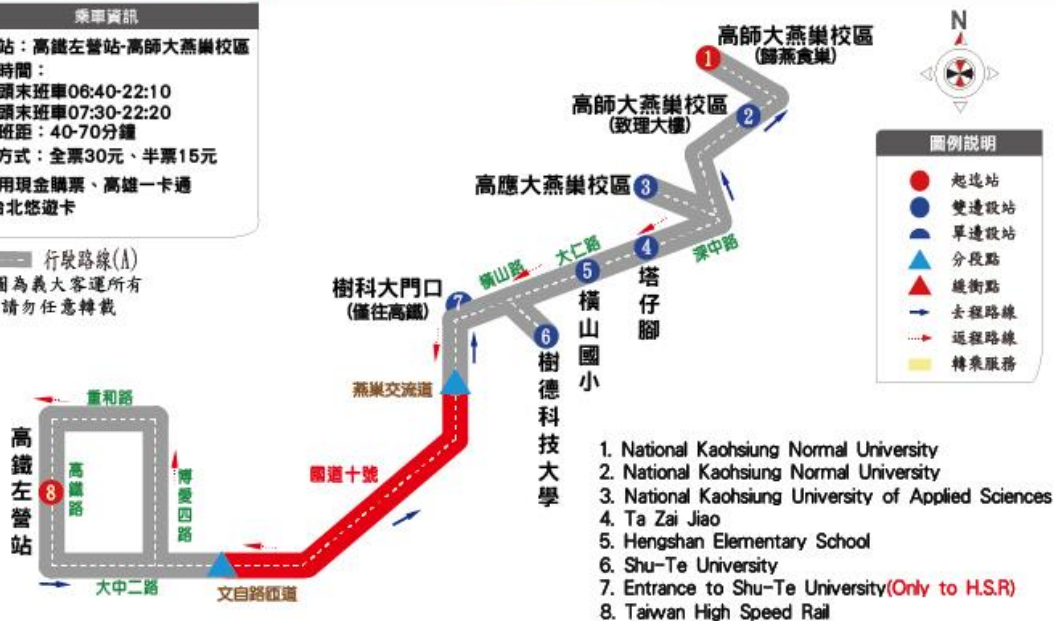 乘車資訊
站：高鐵左營站-高師大燕巢校區
時間：
頭末班車06:40-22:10
頭末班車07:30-22:20
班距：40-70分鐘
方式：全票30元、半票15元
用現金購票、高雄一卡通
台北悠遊卡
行駛路線(A)
圖為義大客運所有
請勿任意轉載
高師大燕巢校區
(歸燕食巢)
1
高師大燕巢校區
(致理大樓)
2
高應大燕巢校區
3
4
塔仔腳
深中路
大仁路
5
橫山國小
橫山路
6
樹德科技大學
樹科大門口
(僅往高鐵)
7
燕巢交流道
國道十號
文自路匝道
重和路
高鐵左營站
8
高鐵路
博愛四路
大中二路
N
圖例說明
起迄站
雙邊設站
單邊設站
分段點
緩衝點
去程路線
返程路線
轉乘服務
1. National Kaohsiung Normal University
2. National Kaohsiung Normal University
3. National Kaohsiung University of Applied Sciences
4. Ta Zai Jiao
5. Hengshan Elementary School
6. Shu-Te University
7. Entrance to Shu-Te University(Only to H.S.R)
8. Taiwan High Speed Rail